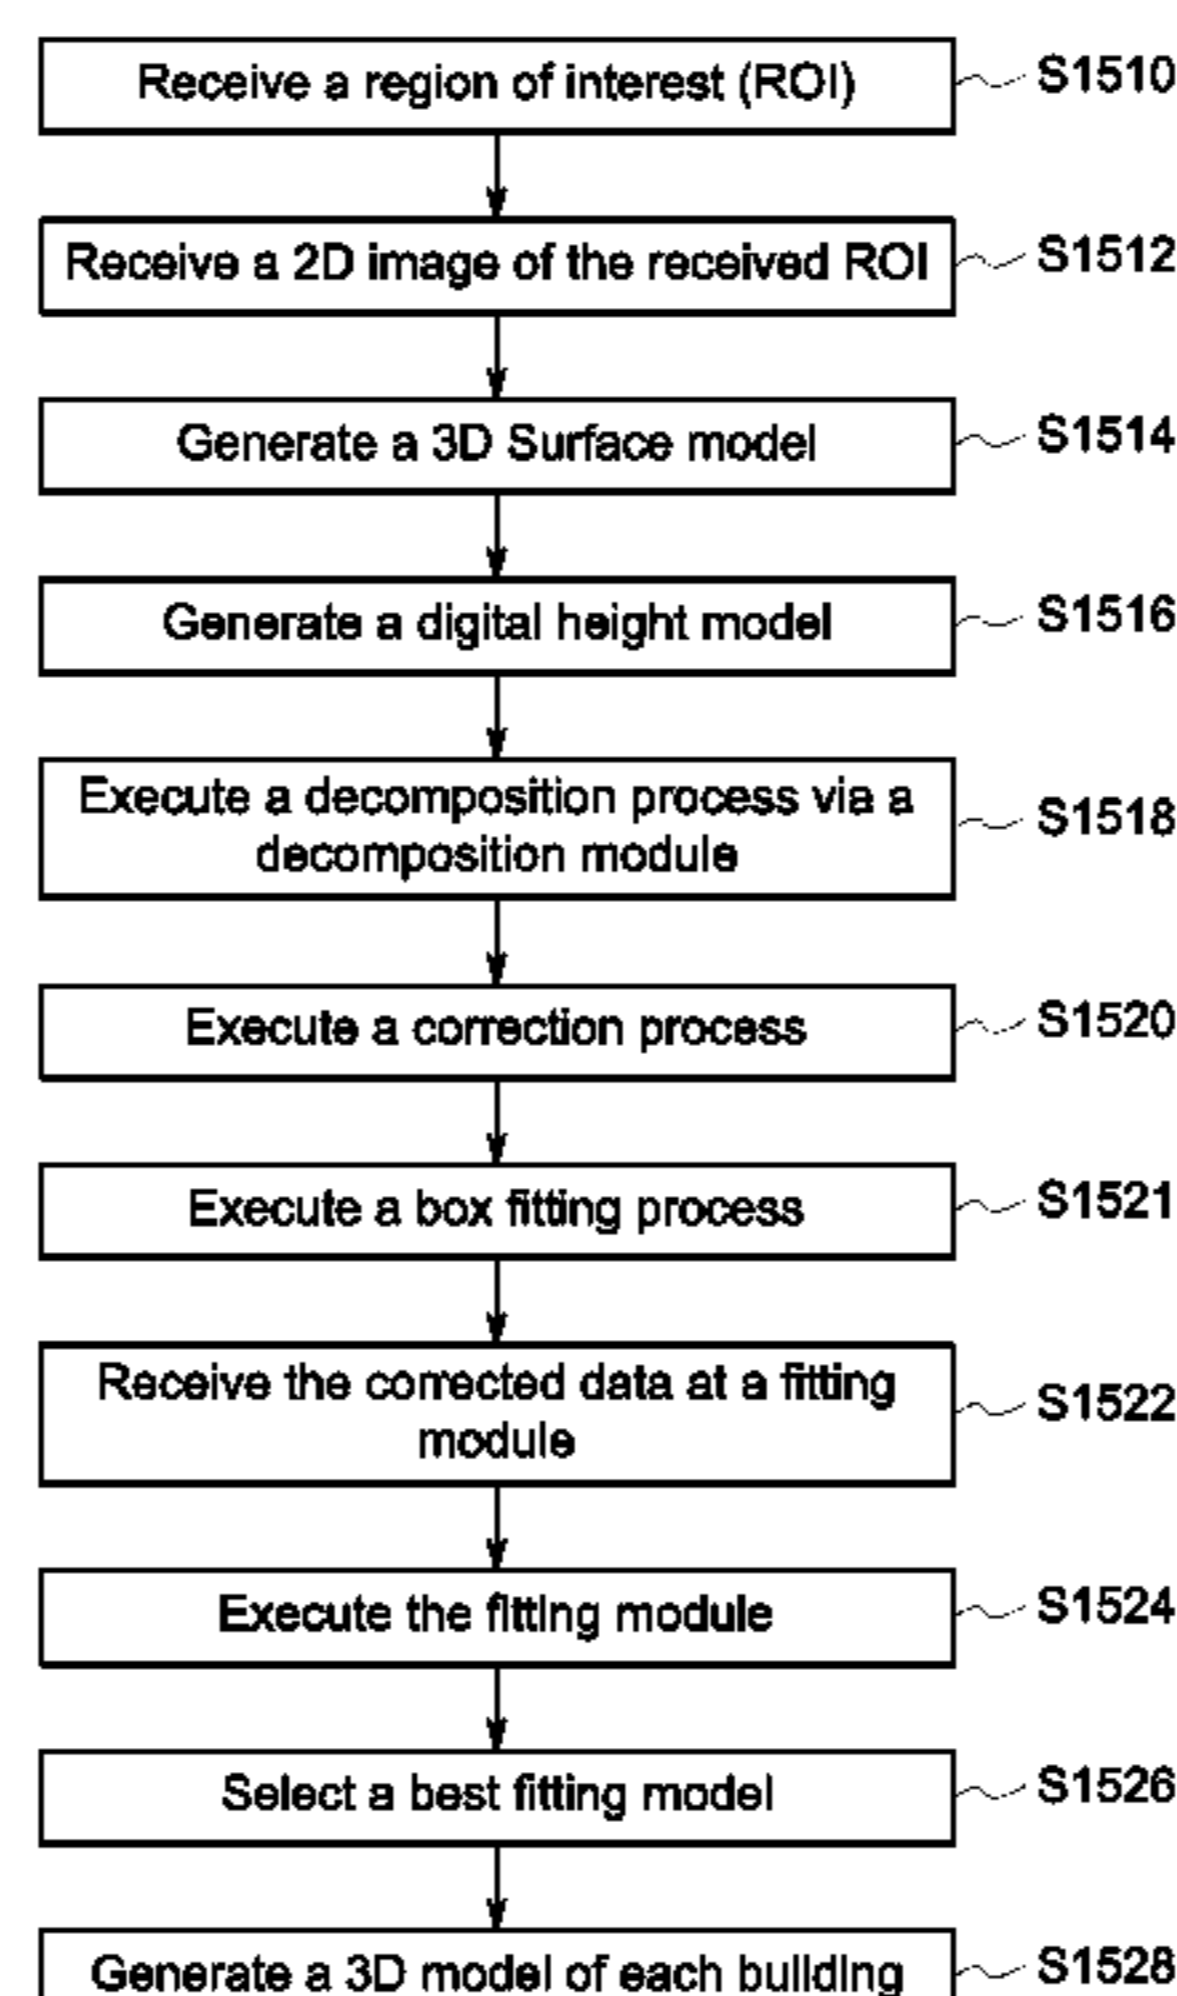 Receive a region of interest (ROI) S1510
Receive a 2D image of the received ROI S1512
Generate a 3D Surface model S1514
Generate a digital height model S1516
Execute a decomposition process via a
decomposition module
S1518
Execute a correction process S1520
Execute a box fitting process S1521
Receive the corrected data at a fitting
module
S1522
Execute the fitting module S1524
Select a best fitting model S1526
Generate a 3D model of each building S1528